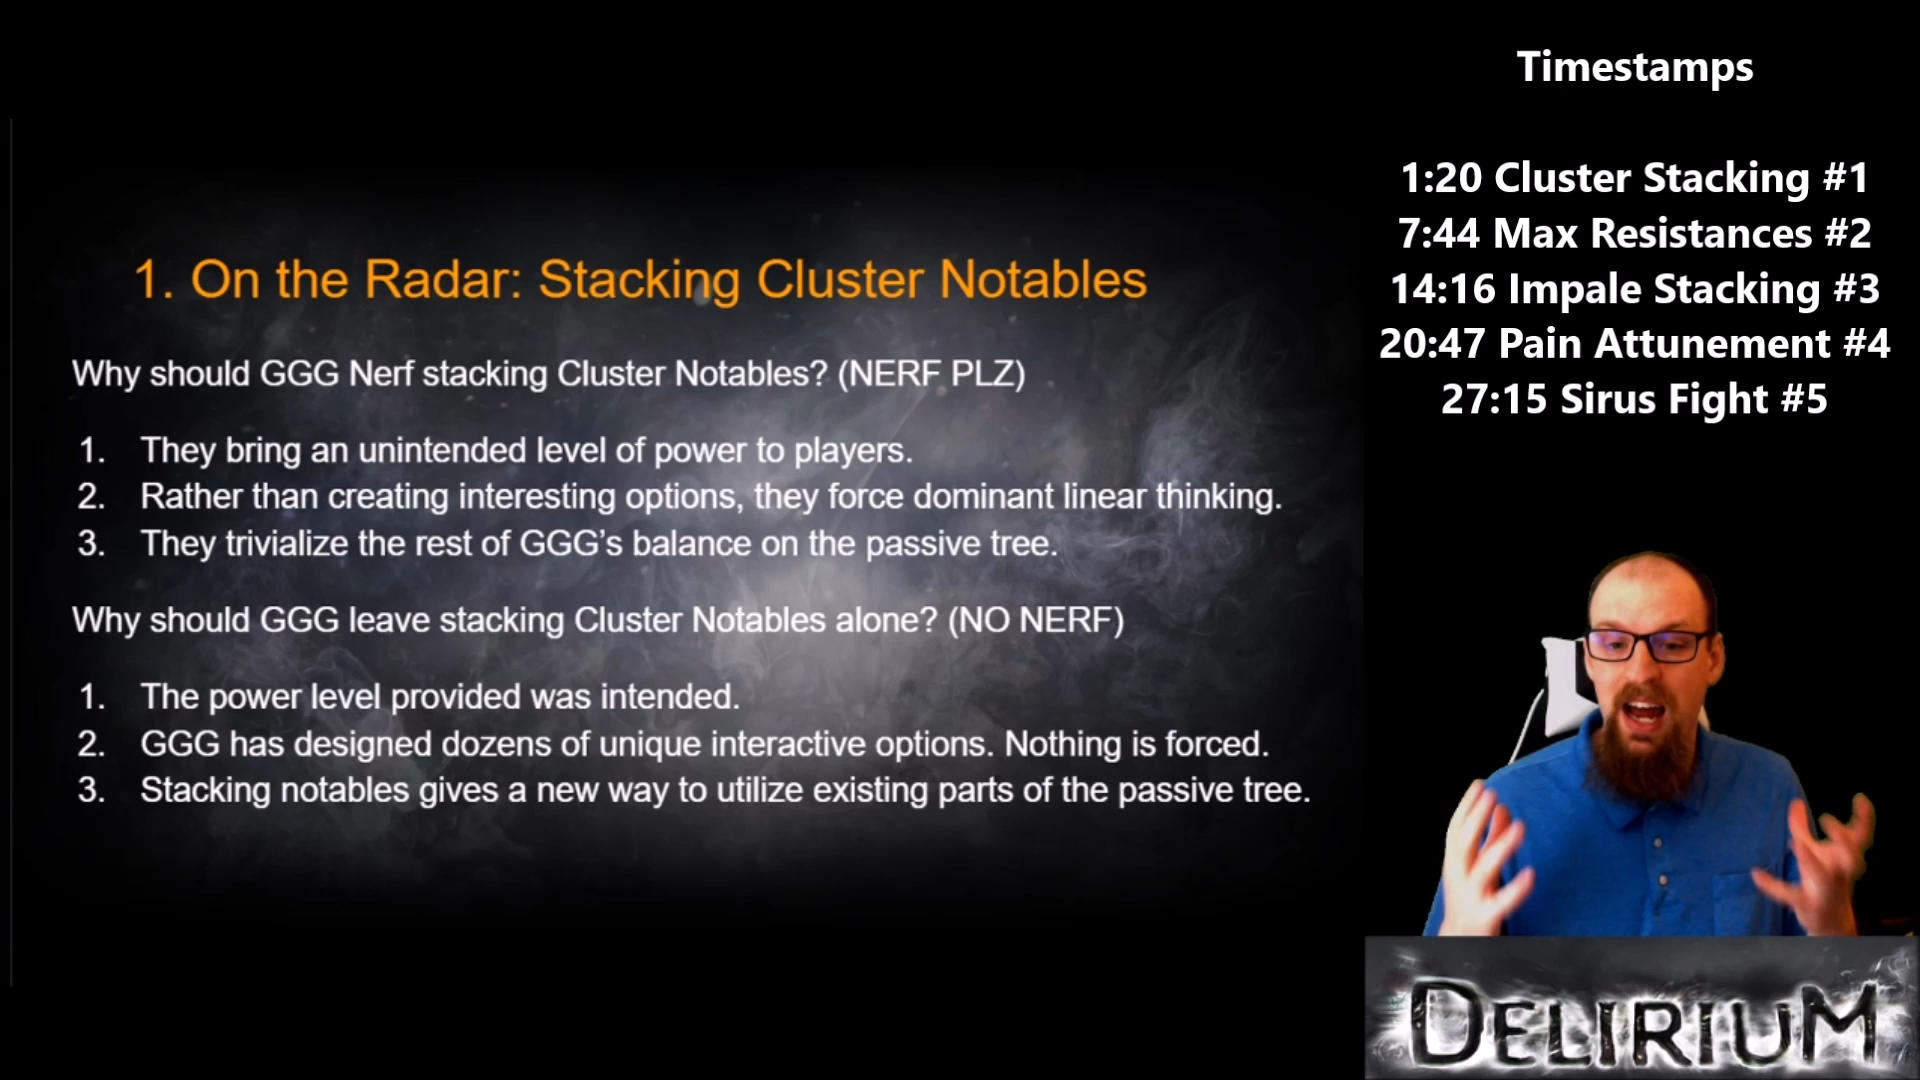 1. On the Radar: Stacking Cluster Notables
Why should GGG Nerf stacking Cluster Notables? (NERF PLZ)
1. They bring an unintended level of power to players.
2. Rather than creating interesting options, they force dominant linear thinking.
3. They trivialize the rest of GGG’s balance on the passive tree.
Why should GGG leave stacking Cluster Notables alone? (NO NERF)
1. The power level provided was intended.
2. GGG has designed dozens of unique interactive options. Nothing is forced.
3. Stacking notables gives a new way to utilize existing parts of the passive tree.
Timestamps
1:20 Cluster Stacking #1
7:44 Max Resistances #2
14:16 Impale Stacking #3
20:47 Pain Attunement #4
27:15 Sirus Fight #5
DELIRIUM